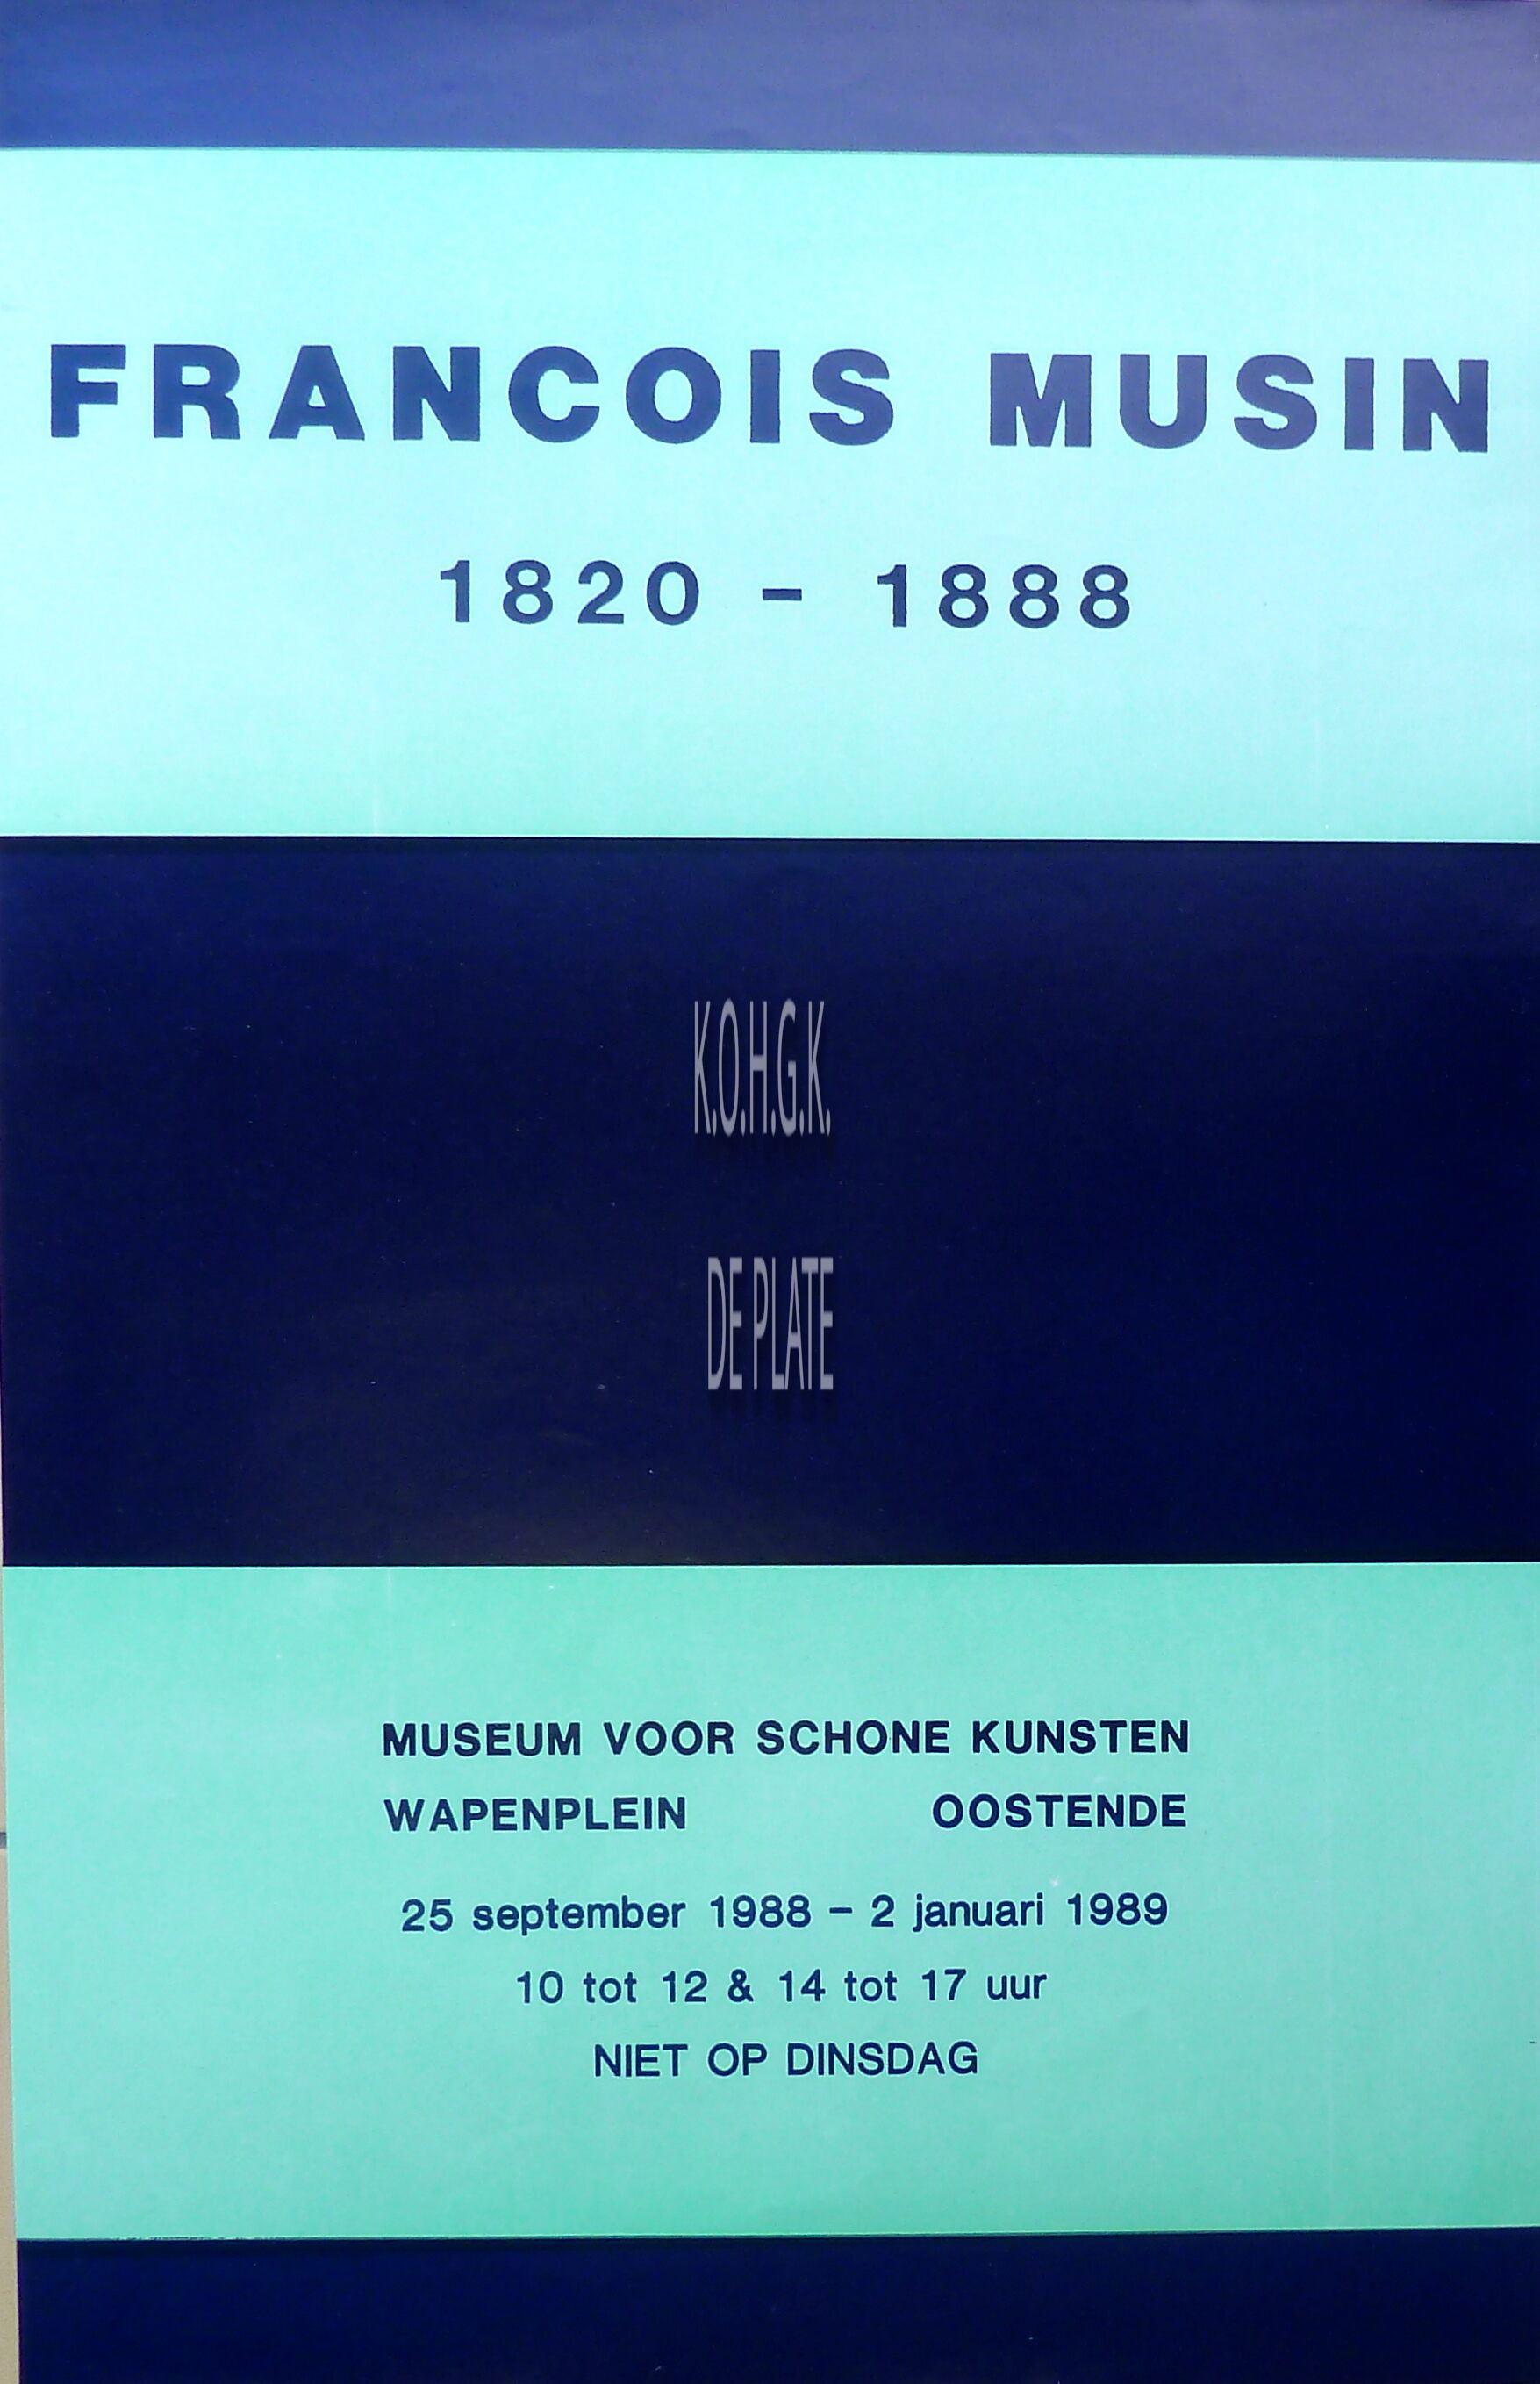 FRANCOIS MUSIN
1820 - 1888
K.O.H.G.K.
DE PLATE
MUSEUM VOOR SCHONE KUNSTEN
WAPENPLEIN OOSTENDE
25 september 1988 - 2 januari 1989
10 tot 12 & 14 tot 17 uur
NIET OP DINSDAG